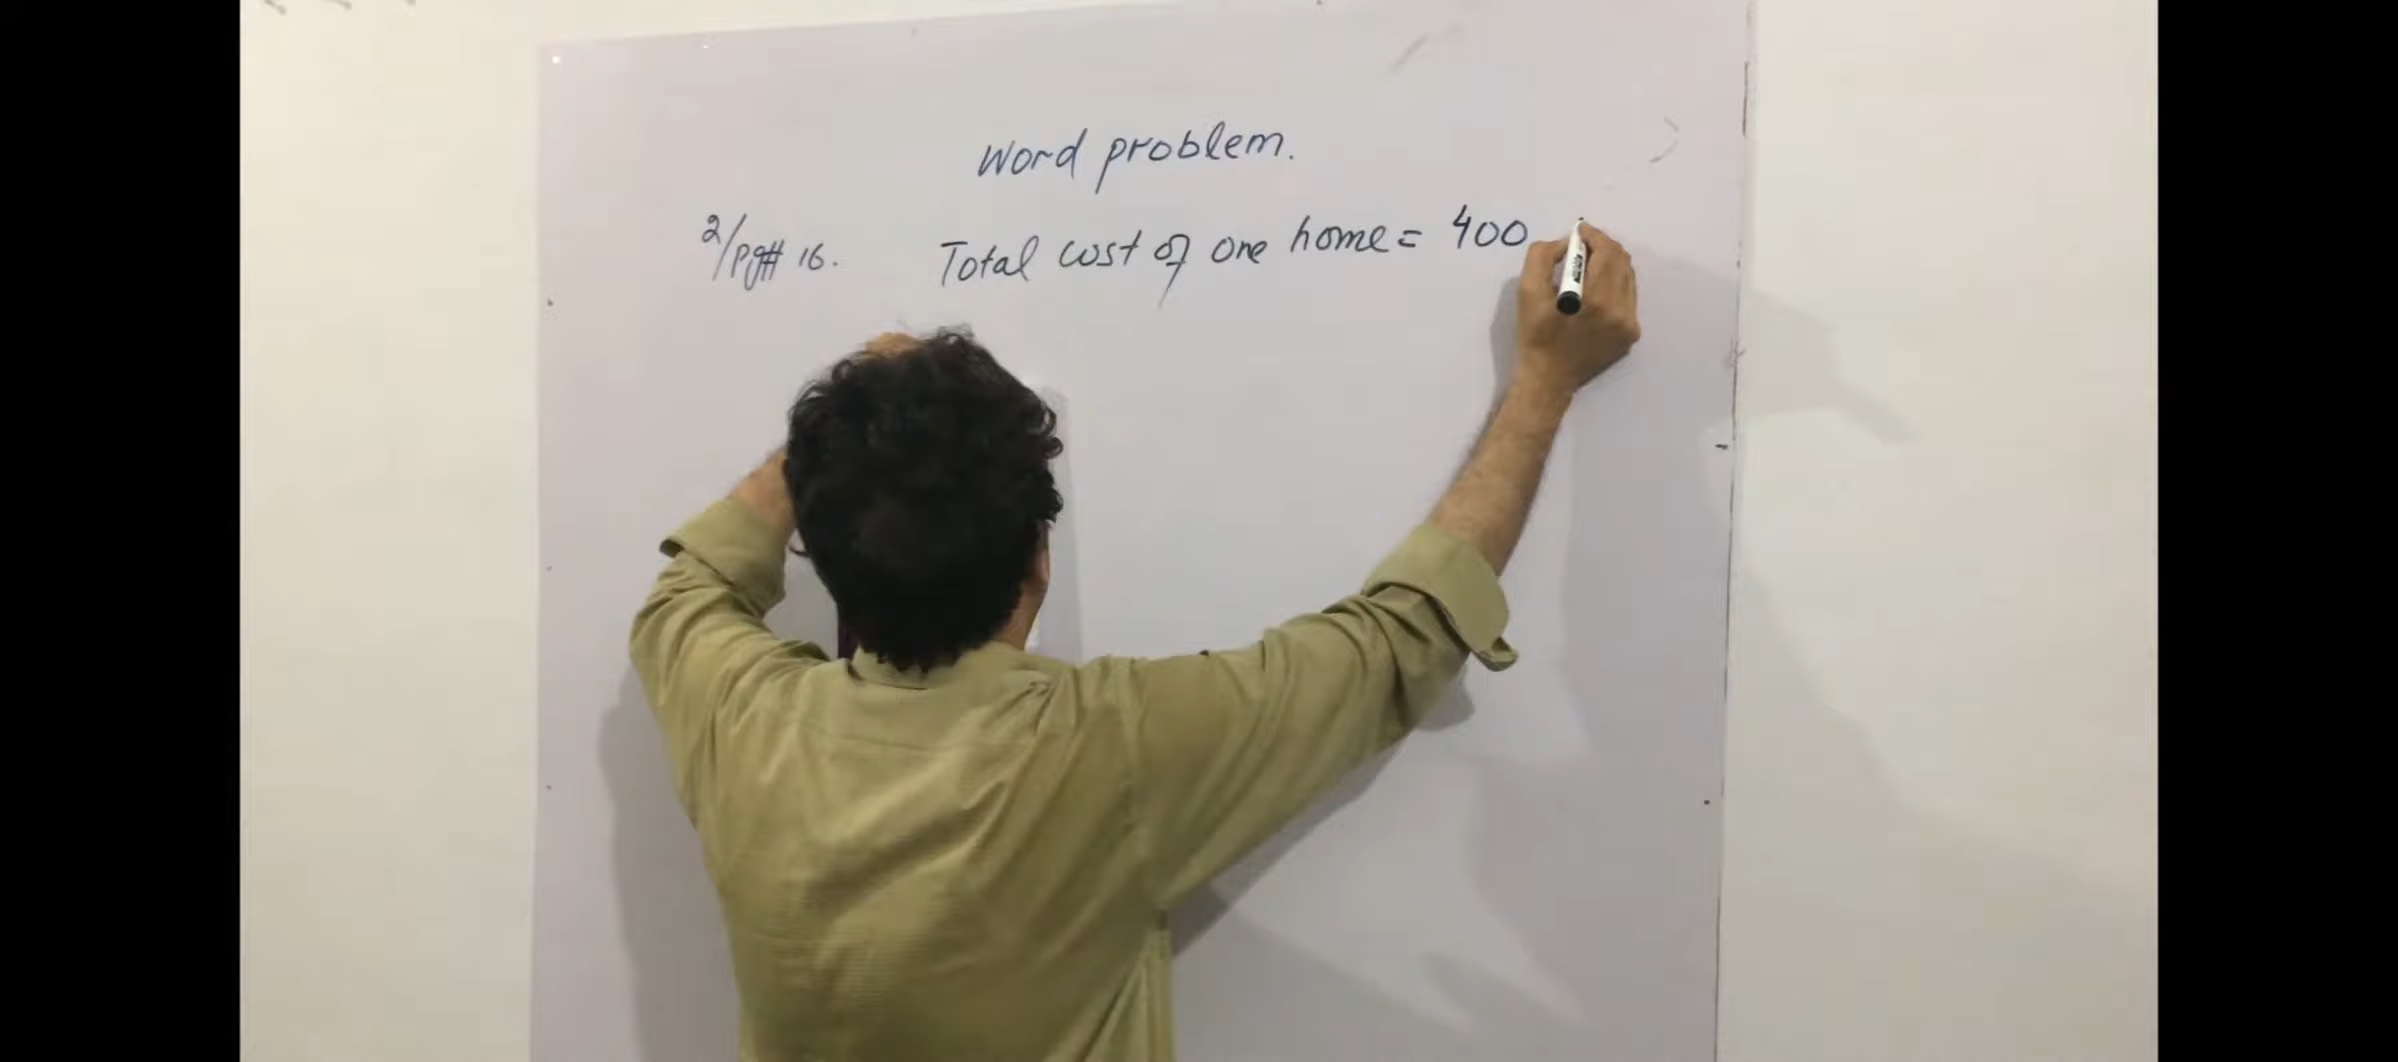 Word problem.
2/Pg# 16. Total cost of one home = 400